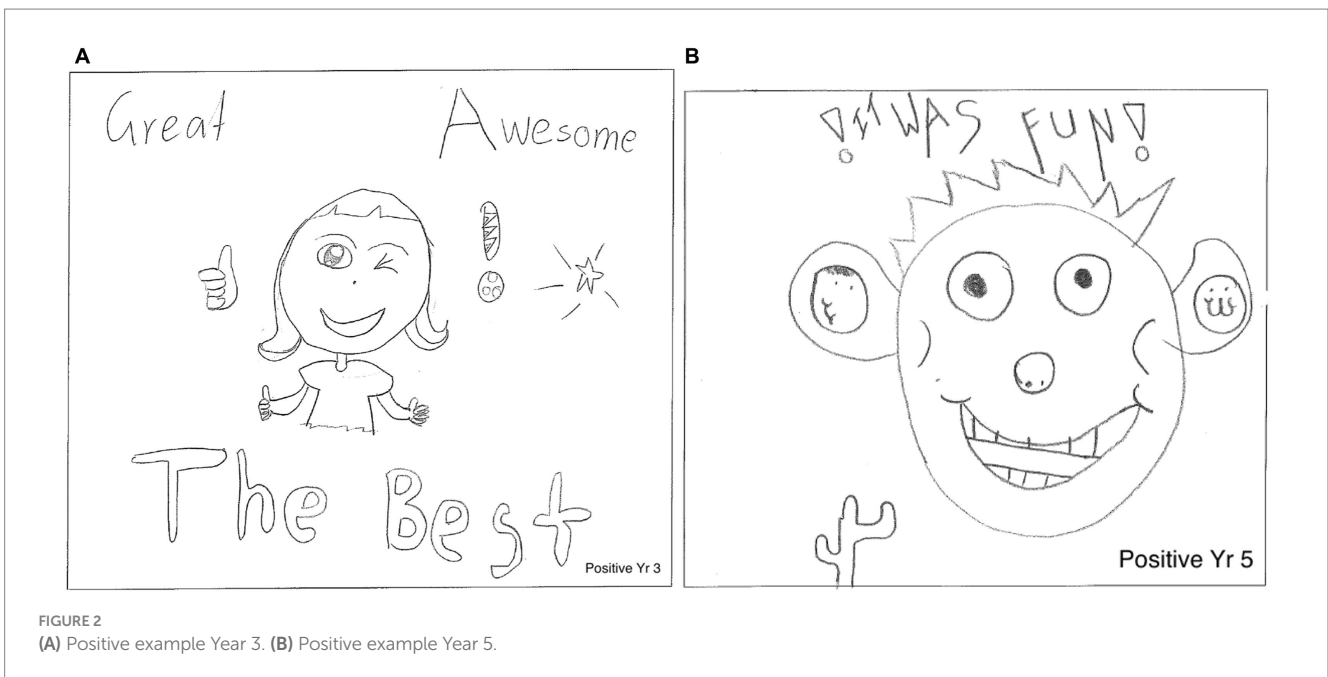 A
Great Awesome
The Best
Positive Yr 3
B
!IT WAS FUN!
Positive Yr 5
FIGURE 2
(A) Positive example Year 3. (B) Positive example Year 5.